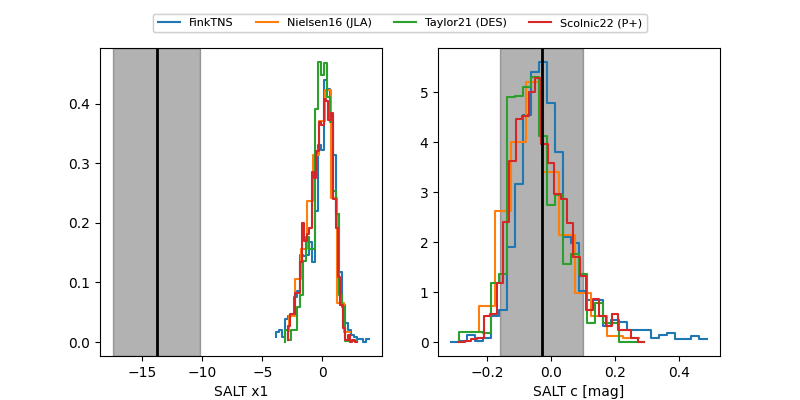 FinkTNS Nielsen16 (JLA) Taylor21 (DES) Scolnic22 (P+)
0.4
0.3
0.2
0.1
0.0
−15 −10 −5 0
SALT x1
5
4
3
2
1
0
−0.2 0.0 0.2 0.4
SALT c [mag]